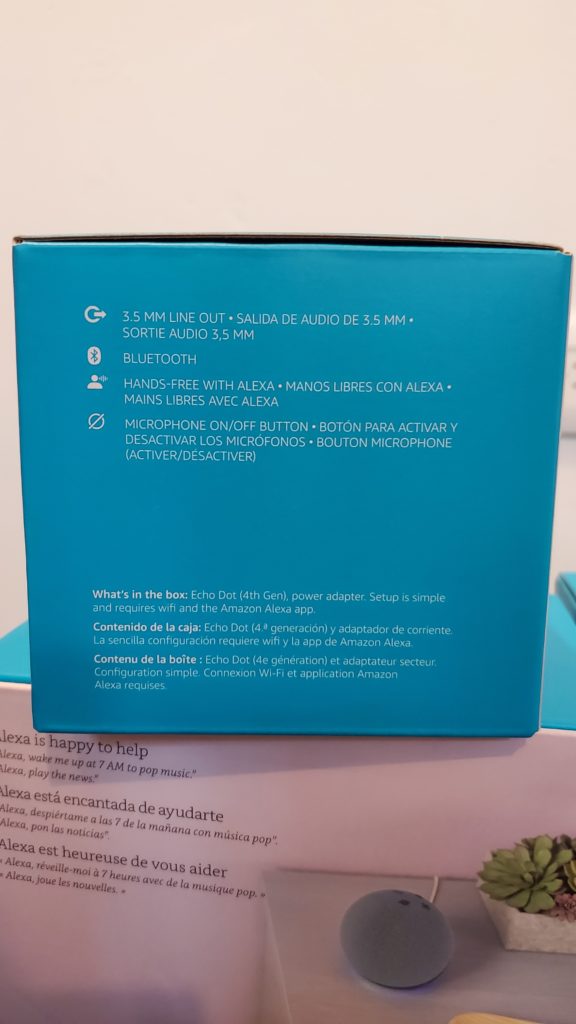 3.5 MM LINE OUT • SALIDA DE AUDIO DE 3.5 MM •
SORTIE AUDIO 3,5 MM
BLUETOOTH
HANDS-FREE WITH ALEXA • MANOS LIBRES CON ALEXA •
MAINS LIBRES AVEC ALEXA
MICROPHONE ON/OFF BUTTON • BOTÓN PARA ACTIVAR Y
DESACTIVAR LOS MICRÓFONOS • BOUTON MICROPHONE
(ACTIVER/DÉSACTIVER)
What's in the box: Echo Dot (4th Gen), power adapter. Setup is simple
and requires wifi and the Amazon Alexa app.
Contenido de la caja: Echo Dot (4.ª generación) y adaptador de corriente.
La sencilla configuración requiere wifi y la app de Amazon Alexa.
Contenu de la boîte : Echo Dot (4e génération) et adaptateur secteur.
Configuration simple. Connexion Wi-Fi et application Amazon
Alexa requises.
Alexa is happy to help
Alexa, wake me up at 7 AM to pop music."
Alexa, play the news."
Alexa está encantada de ayudarte
Alexa, despiértame a las 7 de la mañana con música pop".
Alexa, pon las noticias".
Alexa est heureuse de vous aider
« Alexa, réveille-moi à 7 heures avec de la musique pop. »
« Alexa, joue les nouvelles. »